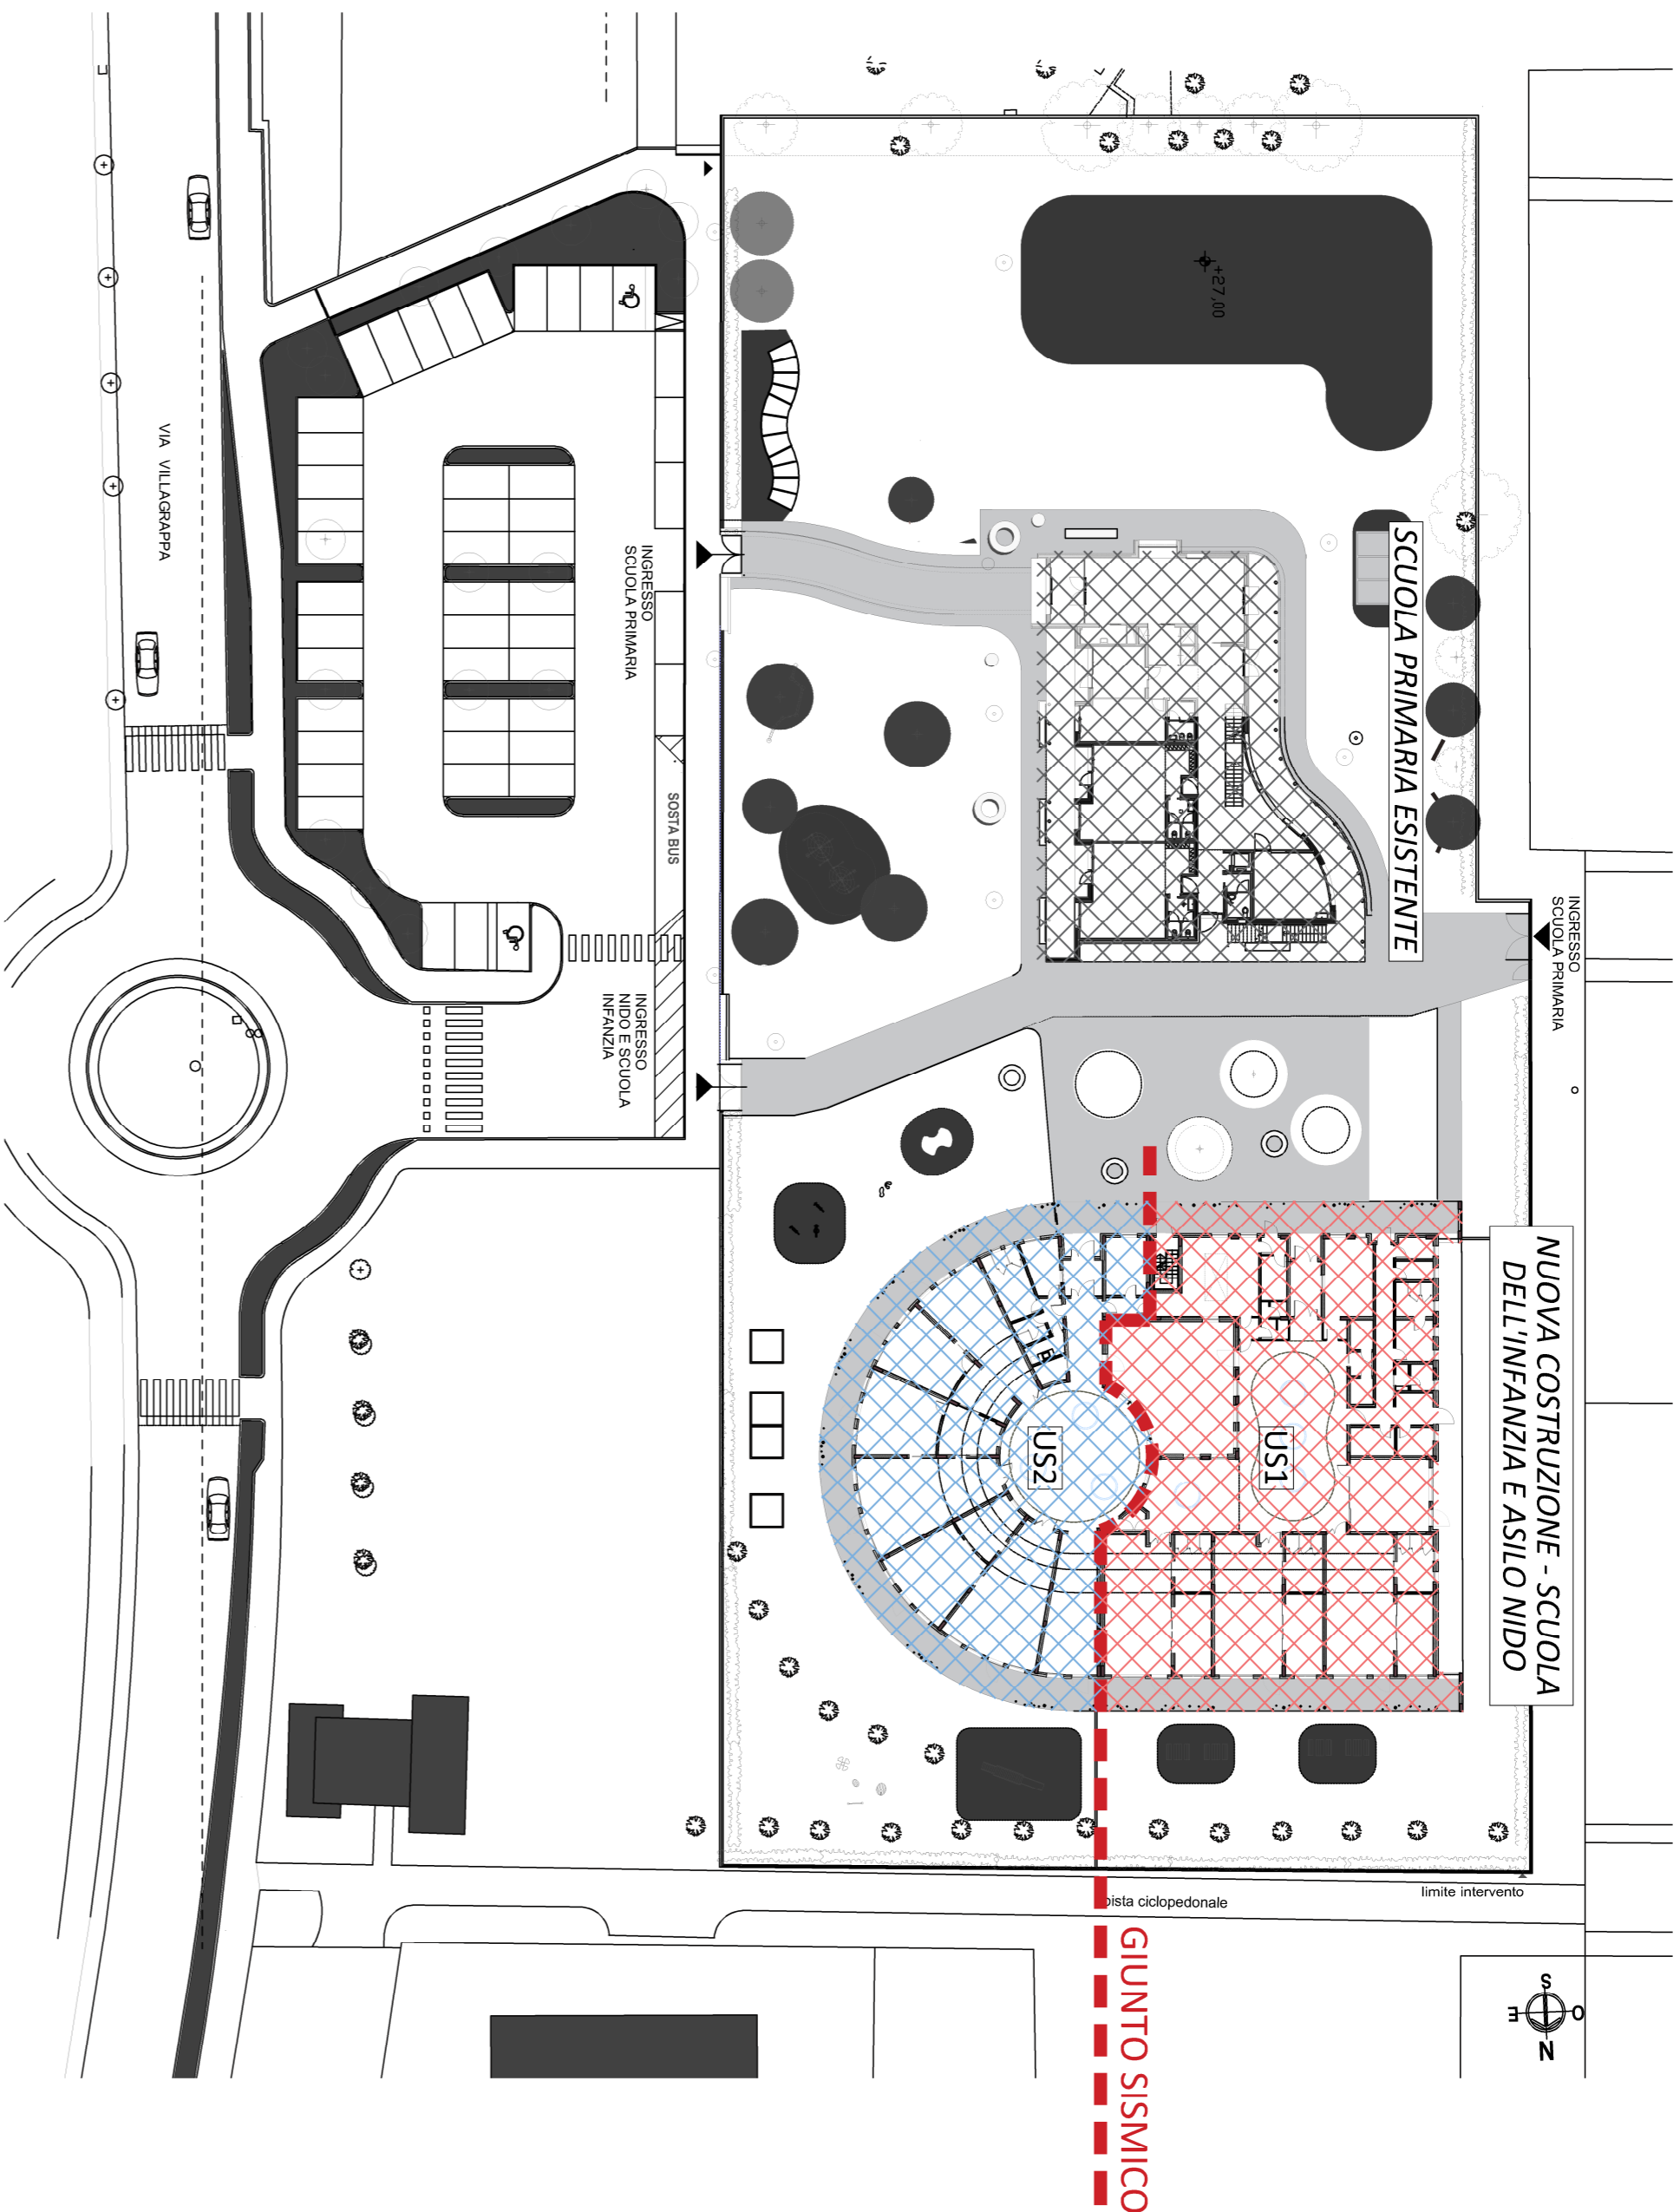 +27,00
VIA VILLAGRAPPA
INGRESSO
SCUOLA PRIMARIA
SCUOLA PRIMARIA ESISTENTE
SOSTA BUS
INGRESSO
SCUOLA PRIMARIA
INGRESSO
NIDO E SCUOLA
INFANZIA
NUOVA COSTRUZIONE - SCUOLA
DELL'INFANZIA E ASILO NIDO
US2
US1
pista ciclopedonale
limite intervento
GIUNTO SISMICO
S
O
E
N